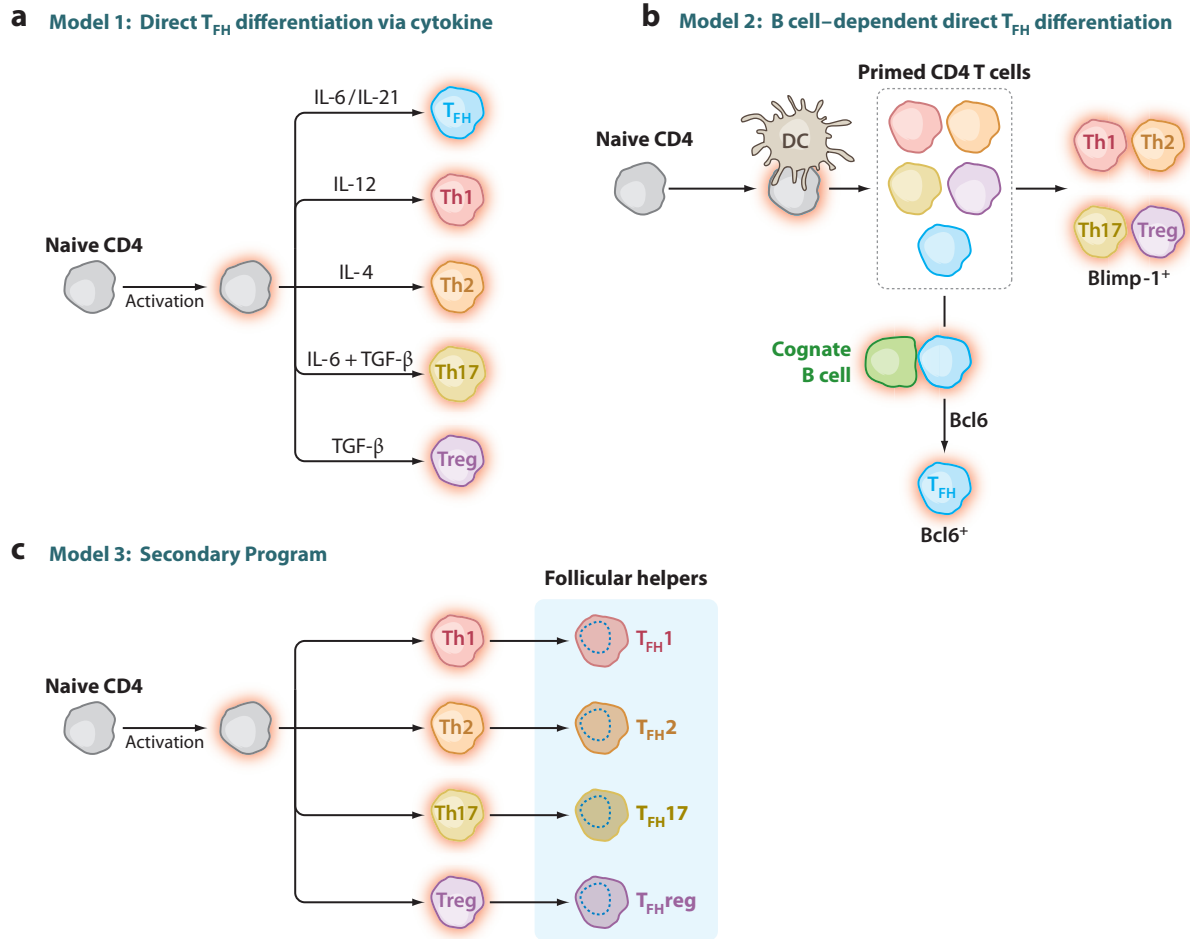 a Model 1: Direct TFH differentiation via cytokine
Naive CD4
Activation
IL-6/IL-21
TFH
IL-12
Th1
IL-4
Th2
IL-6 + TGF-β
Th17
TGF-β
Treg
b Model 2: B cell–dependent direct TFH differentiation
Naive CD4
DC
Primed CD4 T cells
Th1 Th2
Th17 Treg
Blimp-1+
Cognate
B cell
Bcl6
TFH
Bcl6+
c Model 3: Secondary Program
Follicular helpers
Naive CD4
Activation
Th1 TFH1
Th2 TFH2
Th17 TFH17
Treg TFHreg